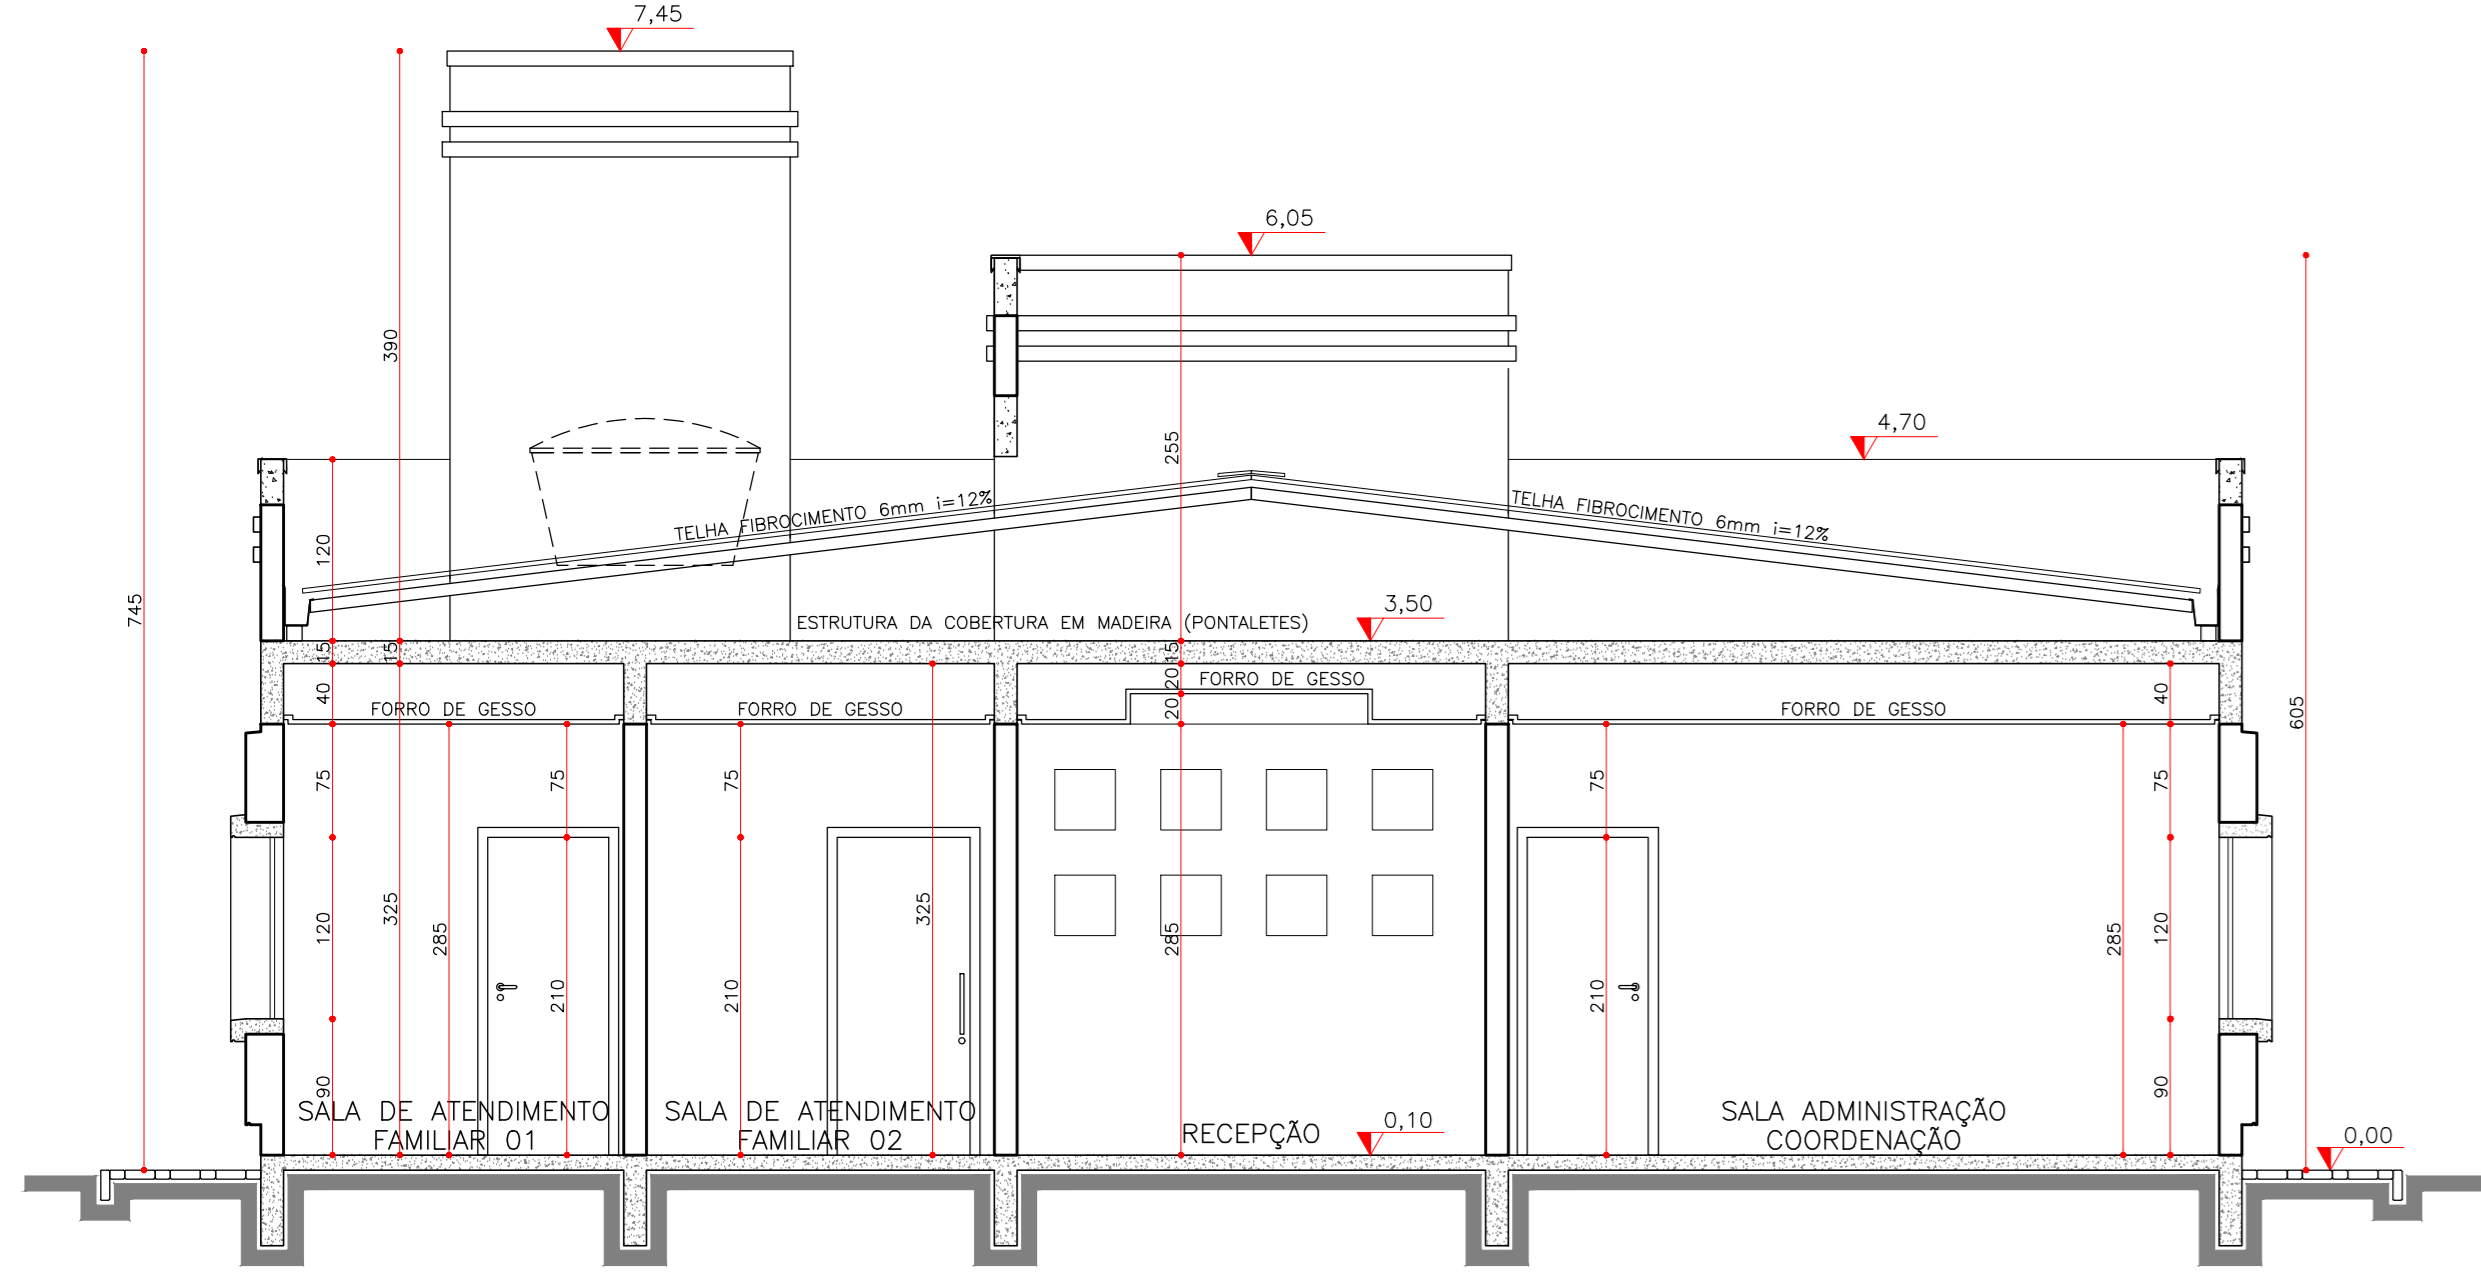 7,45
6,05
4,70
390
255
745
120
TELHA FIBROCIMENTO 6mm i=12%
TELHA FIBROCIMENTO 6mm i=12%
ESTRUTURA DA COBERTURA EM MADEIRA (PONTALETES)
3,50
15
15
15
40
20
20
40
FORRO DE GESSO
FORRO DE GESSO
FORRO DE GESSO
FORRO DE GESSO
605
75
75
75
75
75
120
325
285
325
285
285
120
210
210
210
90
90
SALA DE ATENDIMENTO
FAMILIAR 01
SALA DE ATENDIMENTO
FAMILIAR 02
RECEPÇÃO
0,10
SALA ADMINISTRAÇÃO
COORDENAÇÃO
0,00